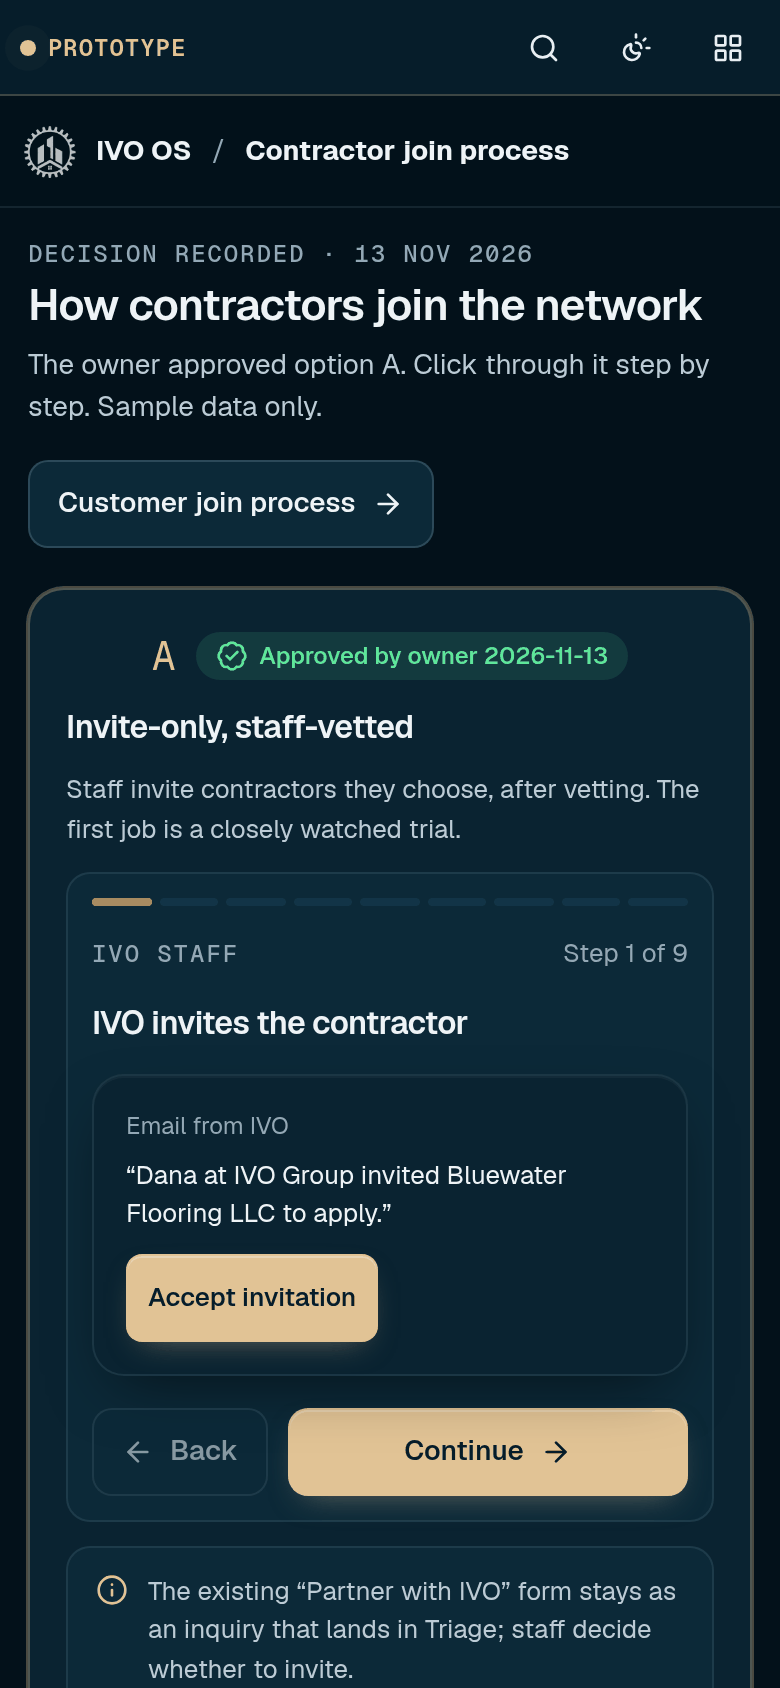 PROTOTYPE
IVO OS / Contractor join process
DECISION RECORDED · 13 NOV 2026
How contractors join the network
The owner approved option A. Click through it step by
step. Sample data only.
Customer join process →
A Approved by owner 2026-11-13
Invite-only, staff-vetted
Staff invite contractors they choose, after vetting. The
first job is a closely watched trial.
IVO STAFF Step 1 of 9
IVO invites the contractor
Email from IVO
“Dana at IVO Group invited Bluewater
Flooring LLC to apply.”
Accept invitation
← Back Continue →
The existing “Partner with IVO” form stays as
an inquiry that lands in Triage; staff decide
whether to invite.